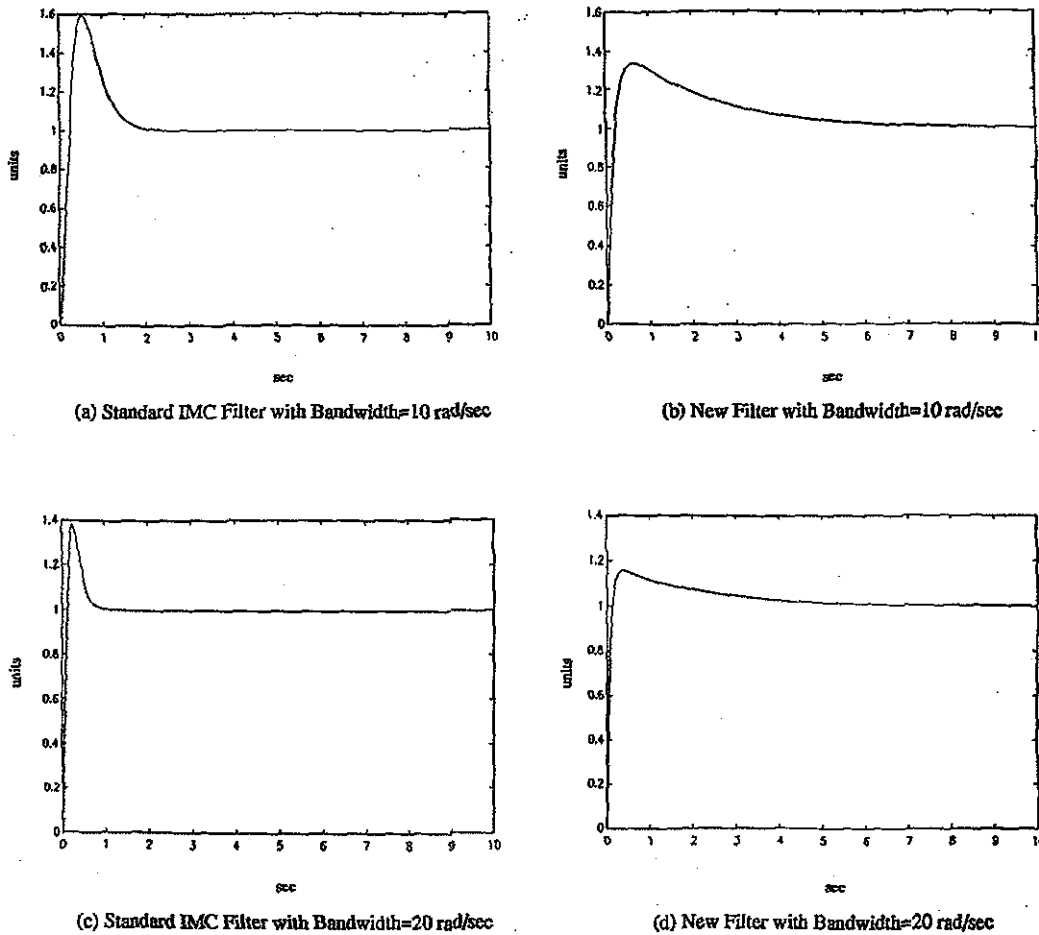 1.6
1.4
1.2
1
0.8
0.6
0.4
0.2
0
units
0 1 2 3 4 5 6 7 8 9 10
sec
(a) Standard IMC Filter with Bandwidth=10 rad/sec
1.6
1.4
1.2
1
0.8
0.6
0.4
0.2
0
units
0 1 2 3 4 5 6 7 8 9 1
sec
(b) New Filter with Bandwidth=10 rad/sec
1.4
1.2
1
0.8
0.6
0.4
0.2
0
units
0 1 2 3 4 5 6 7 8 9 10
sec
(c) Standard IMC Filter with Bandwidth=20 rad/sec
1.4
1.2
1
0.8
0.6
0.4
0.2
0
units
0 1 2 3 4 5 6 7 8 9 1
sec
(d) New Filter with Bandwidth=20 rad/sec